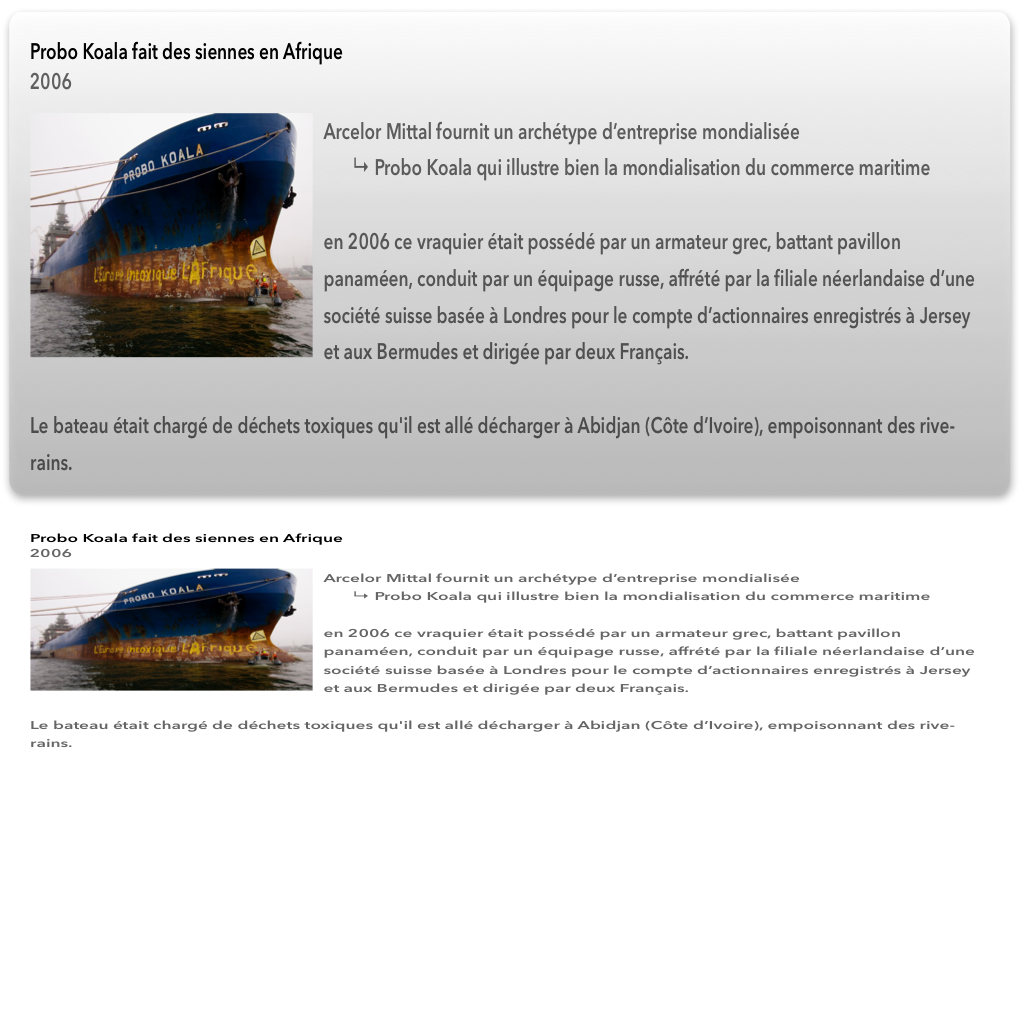 Probo Koala fait des siennes en Afrique
2006
PROBO KOALA
L'Europe intoxique L'Afrique
Arcelor Mittal fournit un archétype d’entreprise mondialisée
↳ Probo Koala qui illustre bien la mondialisation du commerce maritime
en 2006 ce vraquier était possédé par un armateur grec, battant pavillon
panaméen, conduit par un équipage russe, affrété par la filiale néerlandaise d’une
société suisse basée à Londres pour le compte d’actionnaires enregistrés à Jersey
et aux Bermudes et dirigée par deux Français.
Le bateau était chargé de déchets toxiques qu'il est allé décharger à Abidjan (Côte d’Ivoire), empoisonnant des rive-
rains.
Probo Koala fait des siennes en Afrique
2006
PROBO KOALA
L'Europe intoxique L'Afrique
Arcelor Mittal fournit un archétype d’entreprise mondialisée
↳ Probo Koala qui illustre bien la mondialisation du commerce maritime
en 2006 ce vraquier était possédé par un armateur grec, battant pavillon
panaméen, conduit par un équipage russe, affrété par la filiale néerlandaise d’une
société suisse basée à Londres pour le compte d’actionnaires enregistrés à Jersey
et aux Bermudes et dirigée par deux Français.
Le bateau était chargé de déchets toxiques qu'il est allé décharger à Abidjan (Côte d’Ivoire), empoisonnant des rive-
rains.